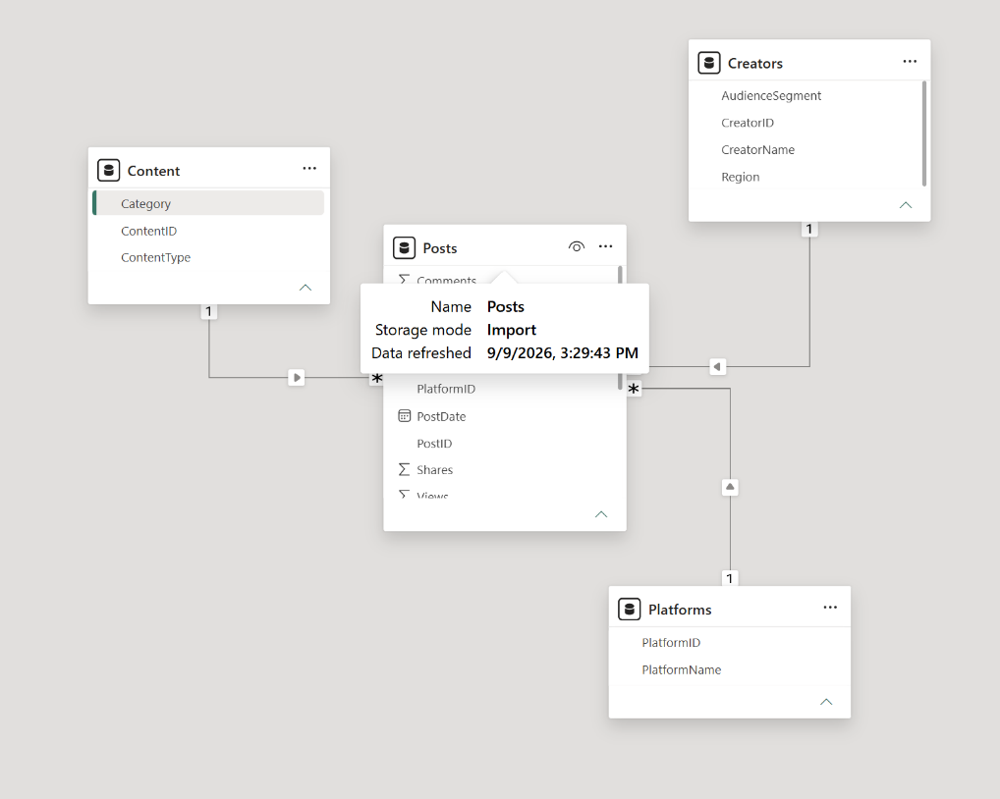 Creators
AudienceSegment
CreatorID
CreatorName
Region
1
Content
Category
ContentID
ContentType
1
Posts
Comments
Name Posts
Storage mode Import
Data refreshed 9/9/2026, 3:29:43 PM
*
*
PlatformID
PostDate
PostID
Shares
Views
1
Platforms
PlatformID
PlatformName